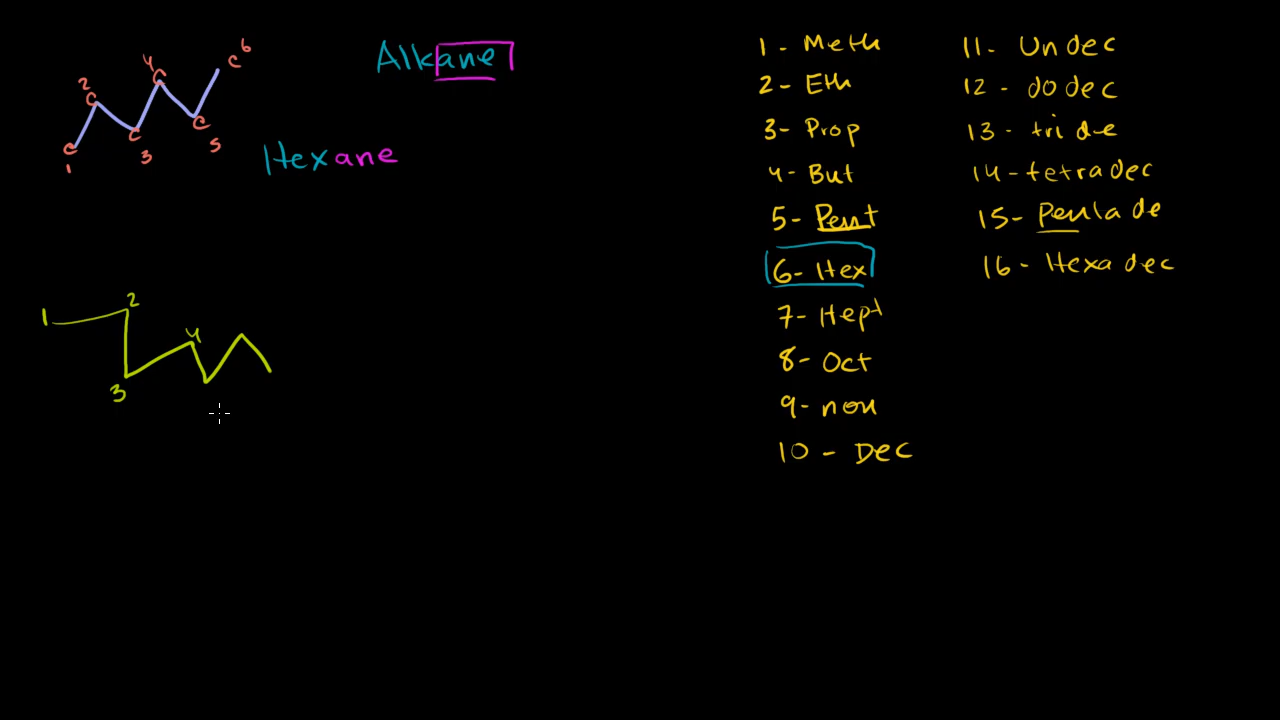 Alkane
C 6
4
C
2
C
C
5
C
3
C
1
Hexane
1
2
3
4
1 - Meth
2 - Eth
3 - Prop
4 - But
5 - Pent
6 - Hex
7 - Hept
8 - Oct
9 - non
10 - Dec
11 - Undec
12 - dodec
13 - tride
14 - tetradec
15 - Pentade
16 - Hexadec